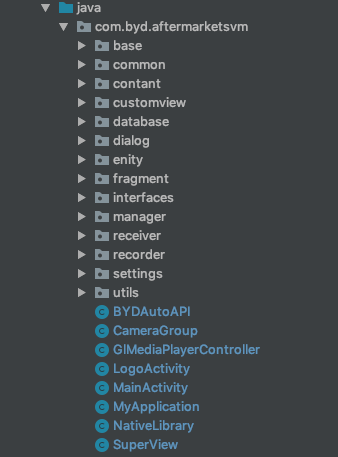 java
com.byd.aftermarketsvm
base
common
contant
customview
database
dialog
enity
fragment
interfaces
manager
receiver
recorder
settings
utils
BYDAutoAPI
CameraGroup
GlMediaPlayerController
LogoActivity
MainActivity
MyApplication
NativeLibrary
SuperView